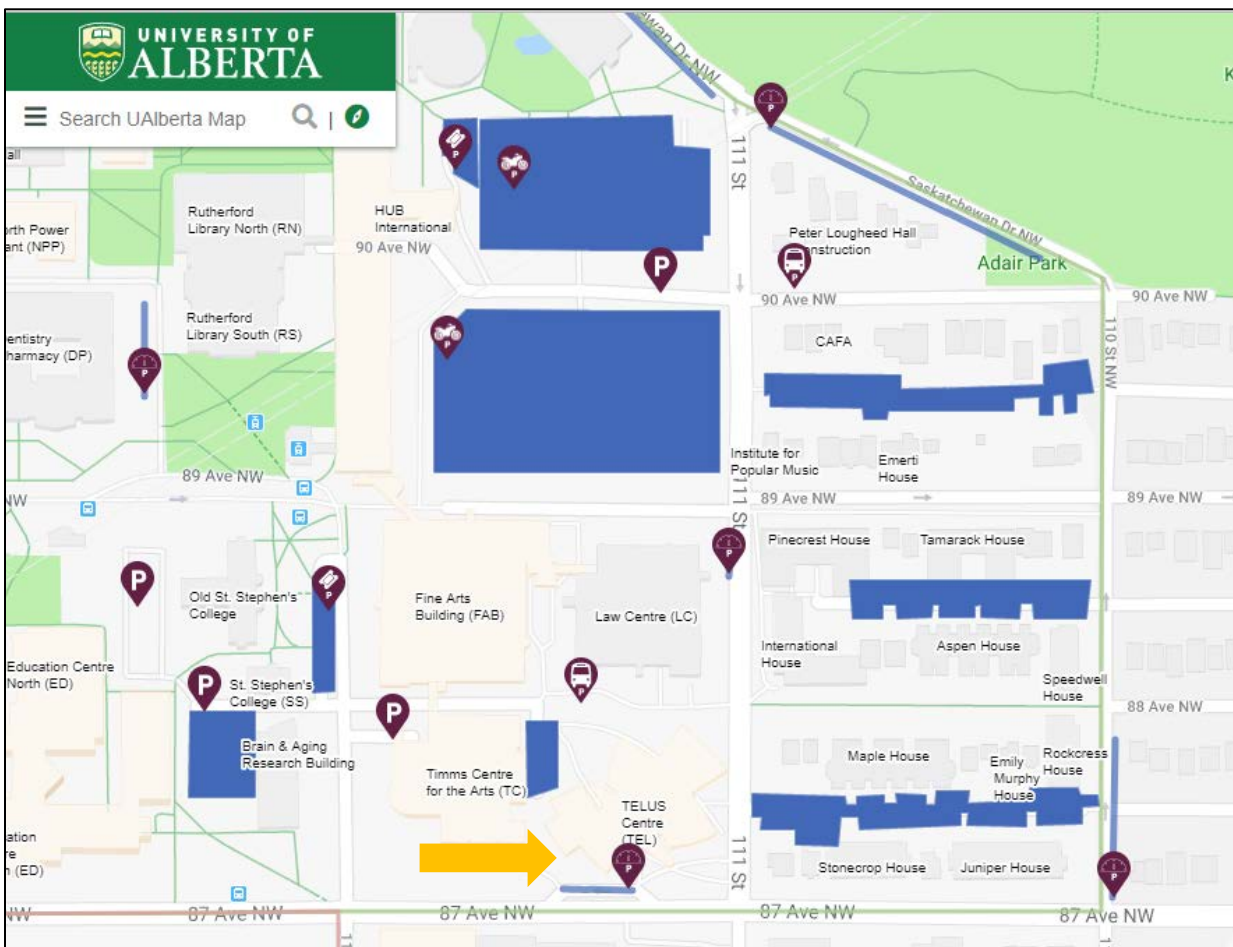 UNIVERSITY OF
ALBERTA
Search UAlberta Map
Saskatchewan Dr NW
111 St
Saskatchewan Dr NW
Rutherford
Library North (RN)
HUB
International
90 Ave NW
Peter Lougheed Hall
Adair Park
90 Ave NW
90 Ave NW
Rutherford
Library South (RS)
CAFA
110 St NW
Institute for
Popular Music
Emerti
House
89 Ave NW
89 Ave NW
89 Ave NW
111 St
Pinecrest House
Tamarack House
Old St. Stephen's
College
Fine Arts
Building (FAB)
Law Centre (LC)
International
House
Aspen House
Education Centre
North (ED)
St. Stephen's
College (SS)
Speedwell
House
88 Ave NW
Brain & Aging
Research Building
Maple House
Emily
Murphy
House
Rockcress
House
Timms Centre
for the Arts (TC)
TELUS
Centre
(TEL)
111 St
Stonecrop House
Juniper House
87 Ave NW
87 Ave NW
87 Ave NW
87 Ave NW